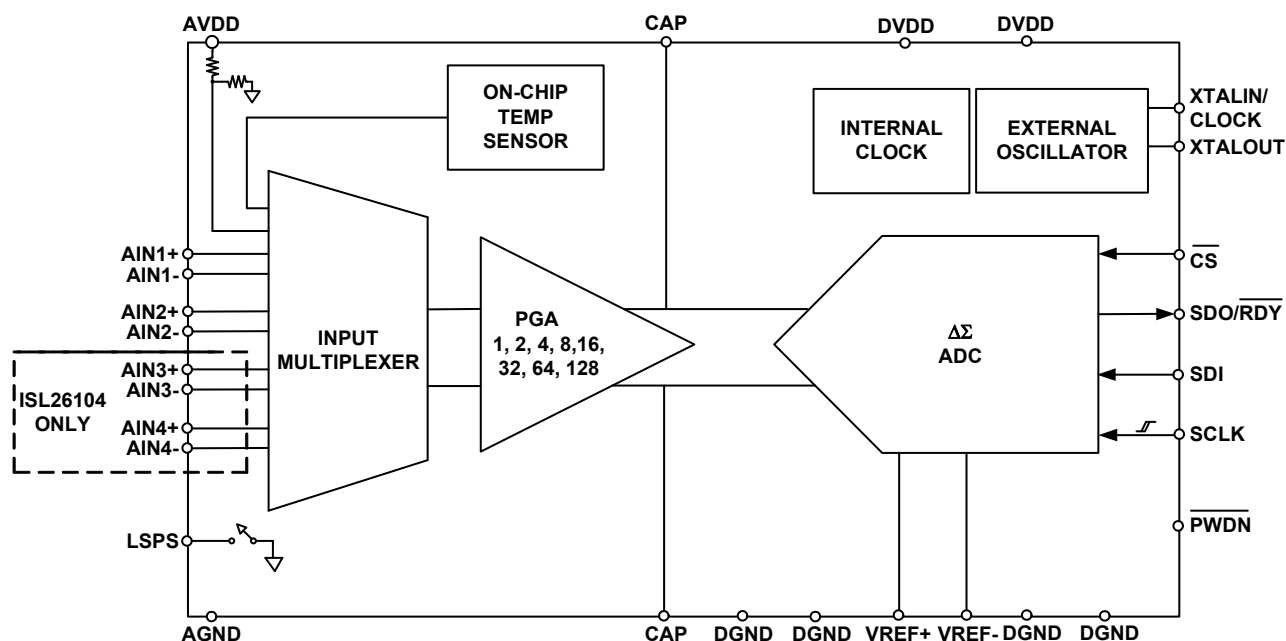 AVDD
CAP
DVDD
DVDD
ON-CHIP
TEMP
SENSOR
INTERNAL
CLOCK
EXTERNAL
OSCILLATOR
XTALIN/
CLOCK
XTALOUT
AIN1+
AIN1-
AIN2+
AIN2-
AIN3+
AIN3-
AIN4+
AIN4-
ISL26104
ONLY
LSPS
INPUT
MULTIPLEXER
PGA
1, 2, 4, 8,16,
32, 64, 128
ΔΣ
ADC
CS
SDO/RDY
SDI
SCLK
PWDN
AGND
CAP
DGND
DGND
VREF+
VREF-
DGND
DGND